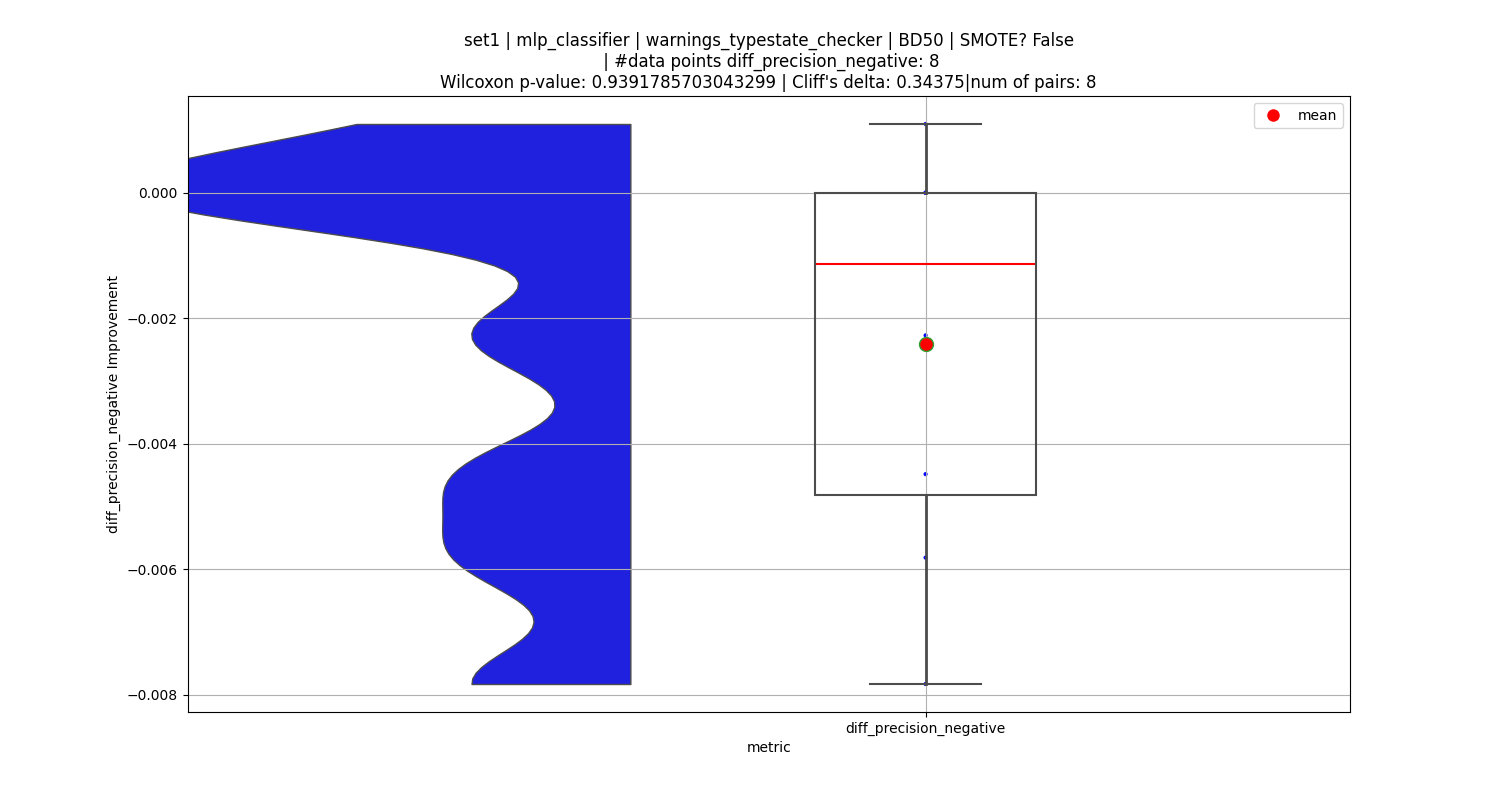 set1 | mlp_classifier | warnings_typestate_checker | BD50 | SMOTE? False
| #data points diff_precision_negative: 8
Wilcoxon p-value: 0.9391785703043299 | Cliff's delta: 0.34375|num of pairs: 8
mean
0.000
−0.002
−0.004
−0.006
−0.008
diff_precision_negative Improvement
diff_precision_negative
metric